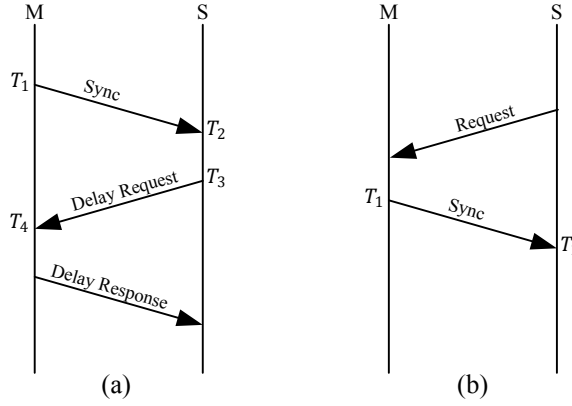 M S
T₁ Sync
T₂
T₃
Delay Request
T₄
Delay Response
(a)
M S
Request
T₁ Sync
T
(b)